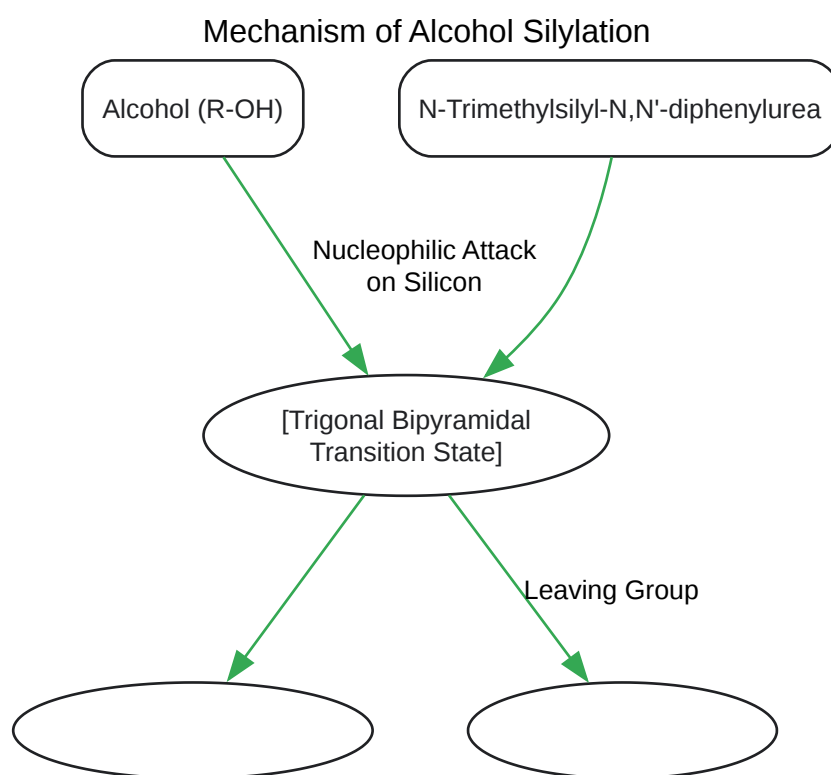 Mechanism of Alcohol Silylation
Alcohol (R-OH)
N-Trimethylsilyl-N,N'-diphenylurea
Nucleophilic Attack
on Silicon
[Trigonal Bipyramidal
Transition State]
Leaving Group